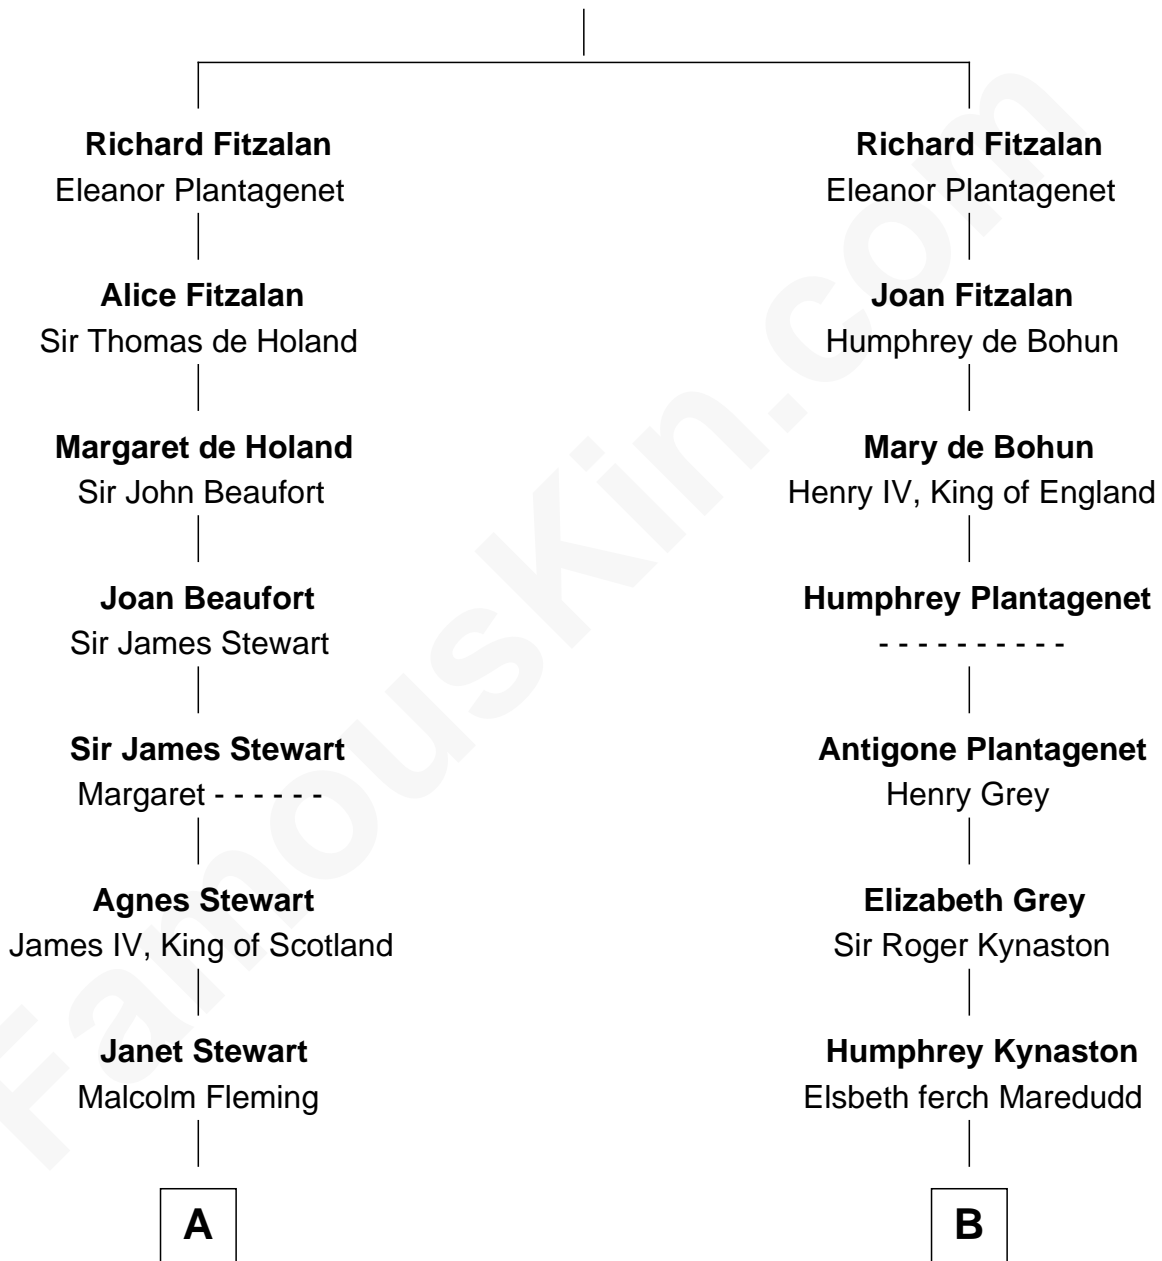 Richard Fitzalan
Eleanor Plantagenet
Alice Fitzalan
Sir Thomas de Holand
Margaret de Holand
Sir John Beaufort
Joan Beaufort
Sir James Stewart
Sir James Stewart
Margaret - - - - - -
Agnes Stewart
James IV, King of Scotland
Janet Stewart
Malcolm Fleming
A
Richard Fitzalan
Eleanor Plantagenet
Joan Fitzalan
Humphrey de Bohun
Mary de Bohun
Henry IV, King of England
Humphrey Plantagenet
- - - - - - - - - -
Antigone Plantagenet
Henry Grey
Elizabeth Grey
Sir Roger Kynaston
Humphrey Kynaston
Elsbeth ferch Maredudd
B
FamousKin.com